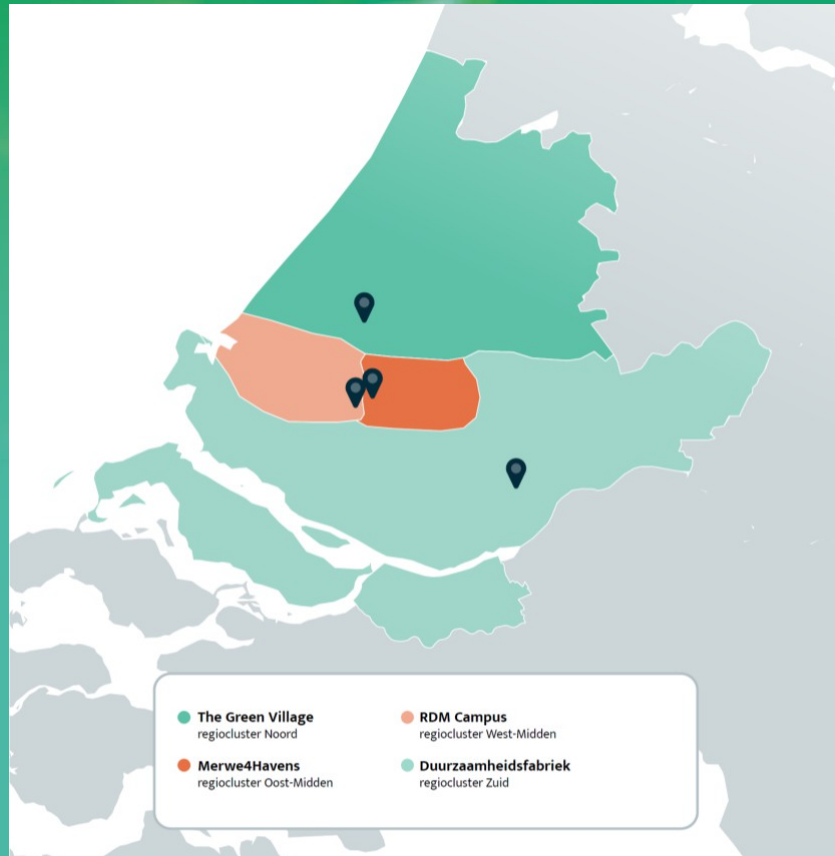 The Green Village
regiocluster Noord
RDM Campus
regiocluster West-Midden
Merwe4Havens
regiocluster Oost-Midden
Duurzaamheidsfabriek
regiocluster Zuid